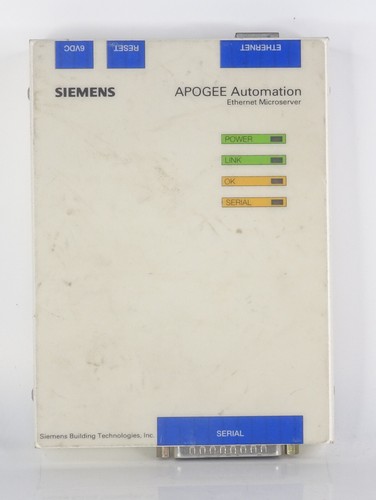 6VDC
RESET
ETHERNET
SIEMENS
APOGEE Automation
Ethernet Microserver
POWER
LINK
OK
SERIAL
SERIAL
Siemens Building Technologies, Inc.